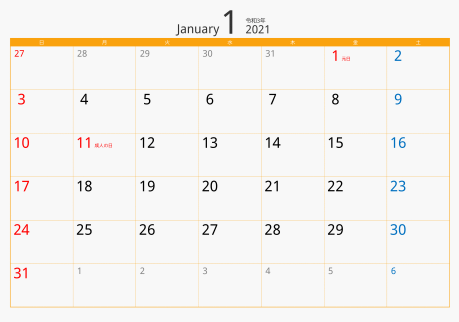 January 1 令和3年 2021
日 月 火 水 木 金 土
27 28 29 30 31 1 元日 2
3 4 5 6 7 8 9
10 11 成人の日 12 13 14 15 16
17 18 19 20 21 22 23
24 25 26 27 28 29 30
31 1 2 3 4 5 6